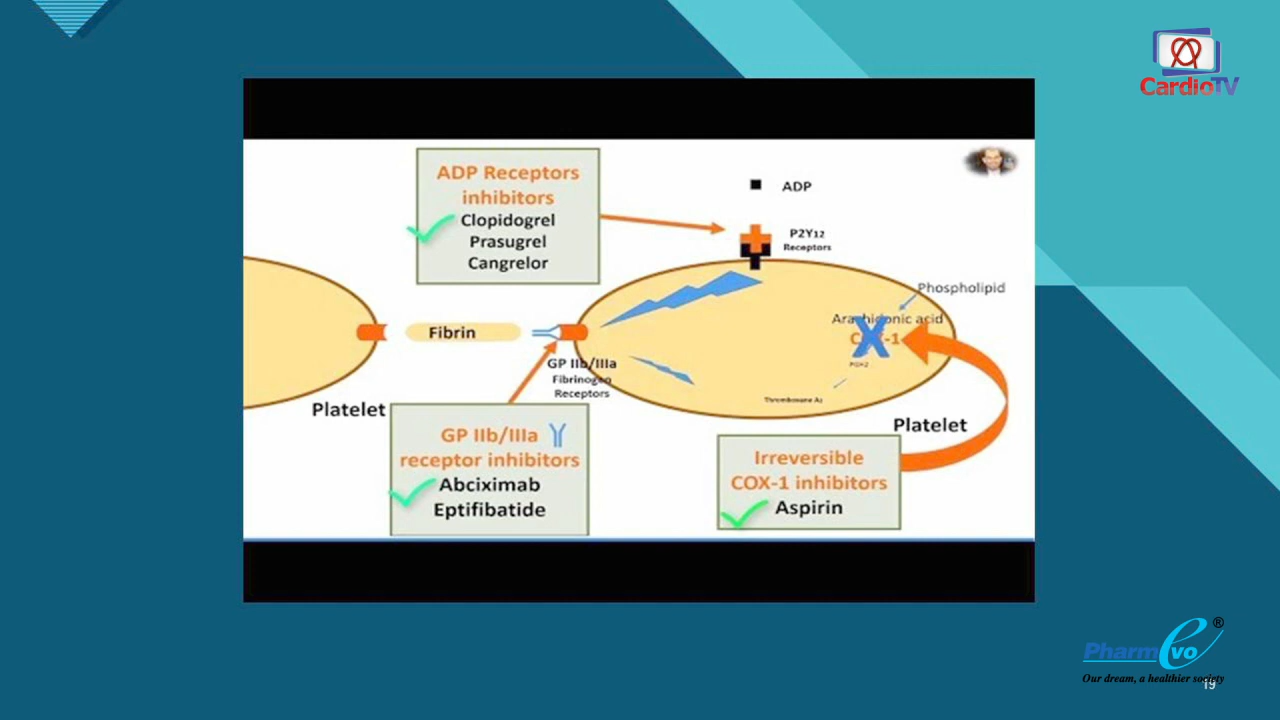 CardioTV
ADP Receptors
inhibitors
Clopidogrel
Prasugrel
Cangrelor
ADP
P2Y12
Receptors
Phospholipid
Arachidonic acid
COX-1
PGH2
Thromboxane A2
Fibrin
GP IIb/IIIa
Fibrinogen
Receptors
Platelet
Platelet
GP IIb/IIIa
receptor inhibitors
Abciximab
Eptifibatide
Irreversible
COX-1 inhibitors
Aspirin
PharmEvo®
Our dream, a healthier society
19